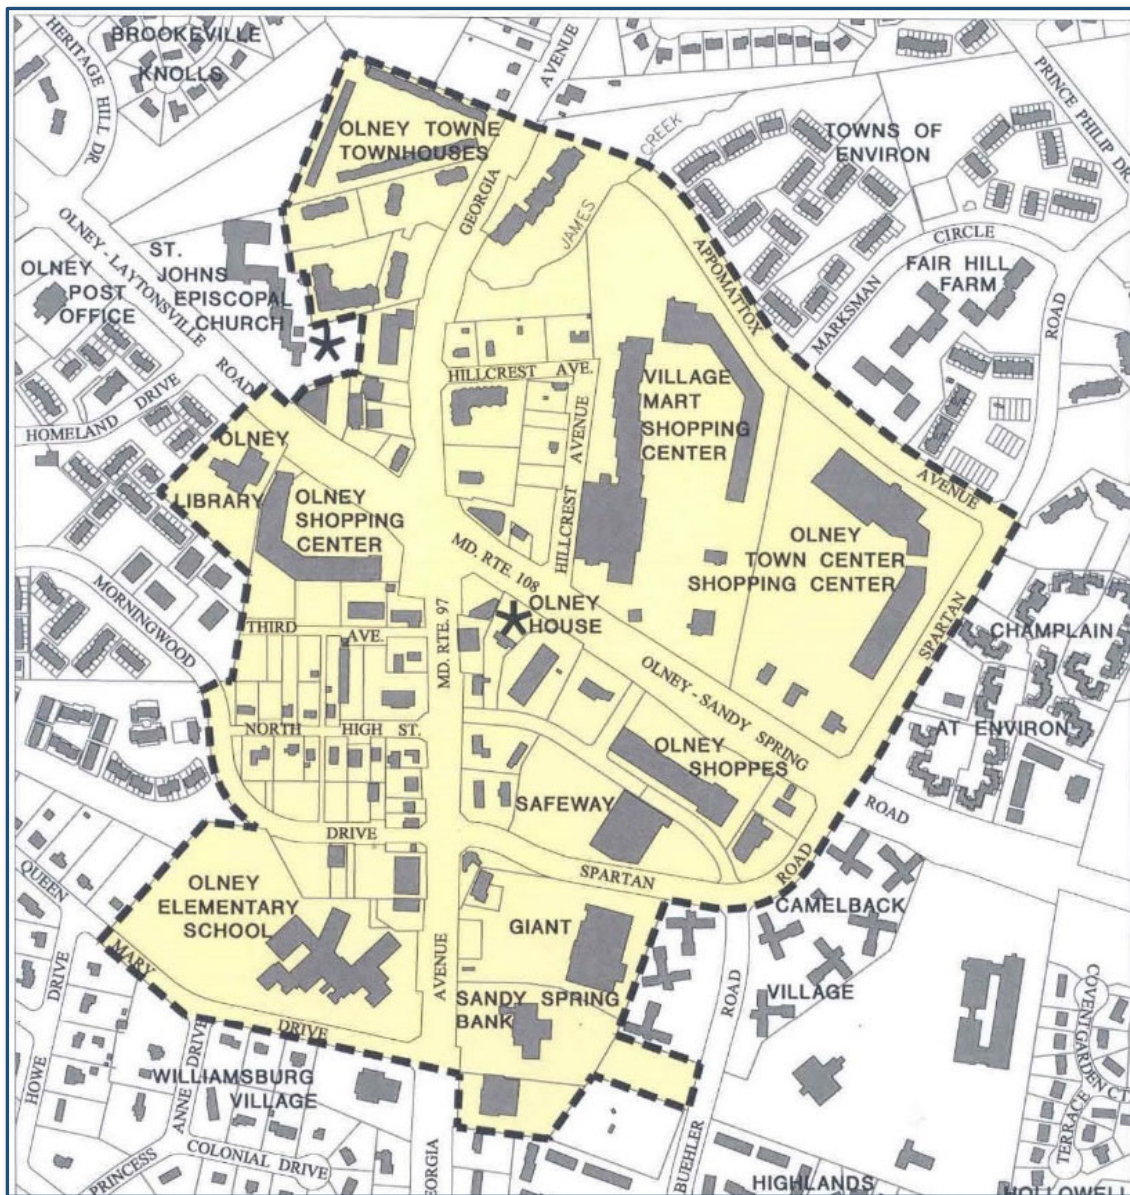 BROOKEVILLE
KNOLLS
HERITAGE HILL DR.
AVENUE
PRINCE PHILIP DR.
OLNEY TOWNE
TOWNHOUSES
CREEK
TOWNS OF
ENVIRON
GEORGIA
JAMES
OLNEY - LAYTONSVILLE
ROAD
ST.
JOHNS
EPISCOPAL
CHURCH
OLNEY
POST
OFFICE
APPOMATTOX
AVENUE
MARKSMAN
CIRCLE
FAIR HILL
FARM
ROAD
HILLCREST AVE.
HILLCREST
AVENUE
VILLAGE
MART
SHOPPING
CENTER
HOMELAND DRIVE
OLNEY
LIBRARY
OLNEY
SHOPPING
CENTER
MD. RTE. 108
OLNEY
TOWN CENTER
SHOPPING CENTER
MORNINGWOOD
MD. RTE. 97
OLNEY
HOUSE
THIRD
AVE.
SPARTAN
CHAMPLAIN
AT ENVIRON
OLNEY - SANDY SPRING
ROAD
NORTH HIGH ST.
OLNEY
SHOPPES
SAFEWAY
DRIVE
SPARTAN
ROAD
QUEEN
MARY
DRIVE
OLNEY
ELEMENTARY
SCHOOL
GIANT
CAMELBACK
VILLAGE
AVENUE
SANDY SPRING
BANK
ROAD
DRIVE
HOWE
ANNE DRIVE
WILLIAMSBURG
VILLAGE
COVENTGARDEN CT.
TERRACE
PRINCESS
COLONIAL DRIVE
EORGIA
BUEHLER
HIGHLANDS
HOLLOWELL